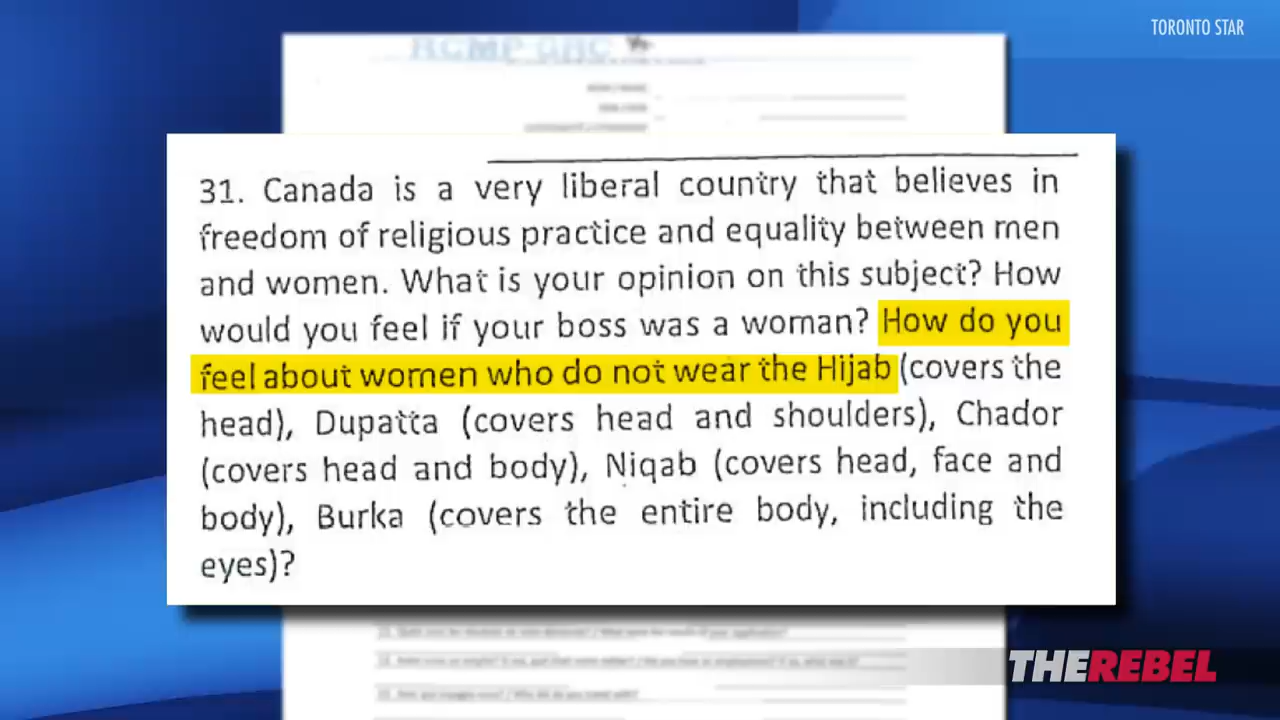 TORONTO STAR
RCMP GRC
31. Canada is a very liberal country that believes in
freedom of religious practice and equality between men
and women. What is your opinion on this subject? How
would you feel if your boss was a woman? How do you
feel about women who do not wear the Hijab (covers the
head), Dupatta (covers head and shoulders), Chador
(covers head and body), Niqab (covers head, face and
body), Burka (covers the entire body, including the
eyes)?
THEREBEL